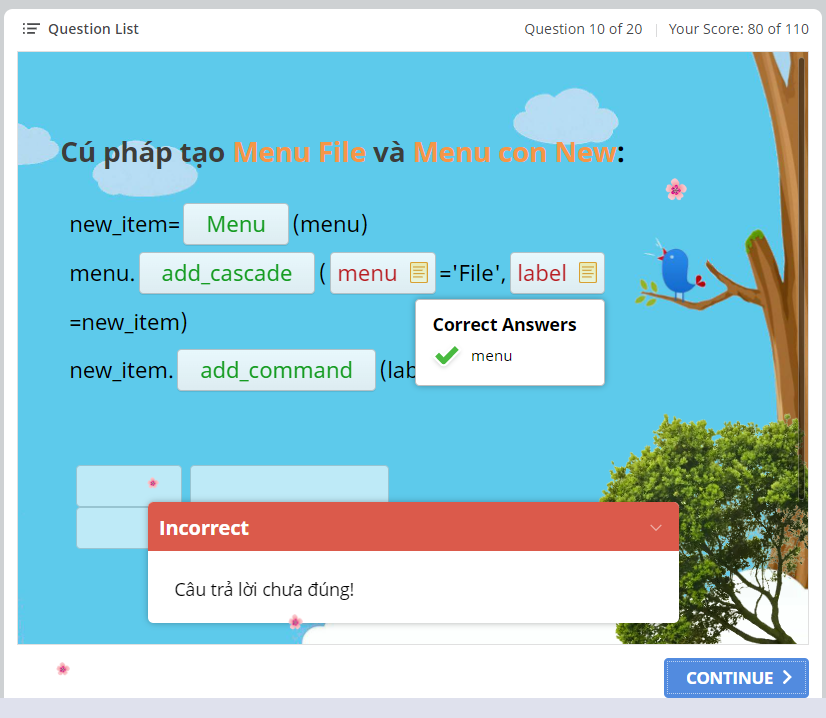 Question List
Question 10 of 20 | Your Score: 80 of 110
Cú pháp tạo Menu File và Menu con New:
new_item= Menu (menu)
menu. add_cascade ( menu ='File', label
=new_item)
Correct Answers
menu
new_item. add_command (lab
Incorrect
Câu trả lời chưa đúng!
CONTINUE